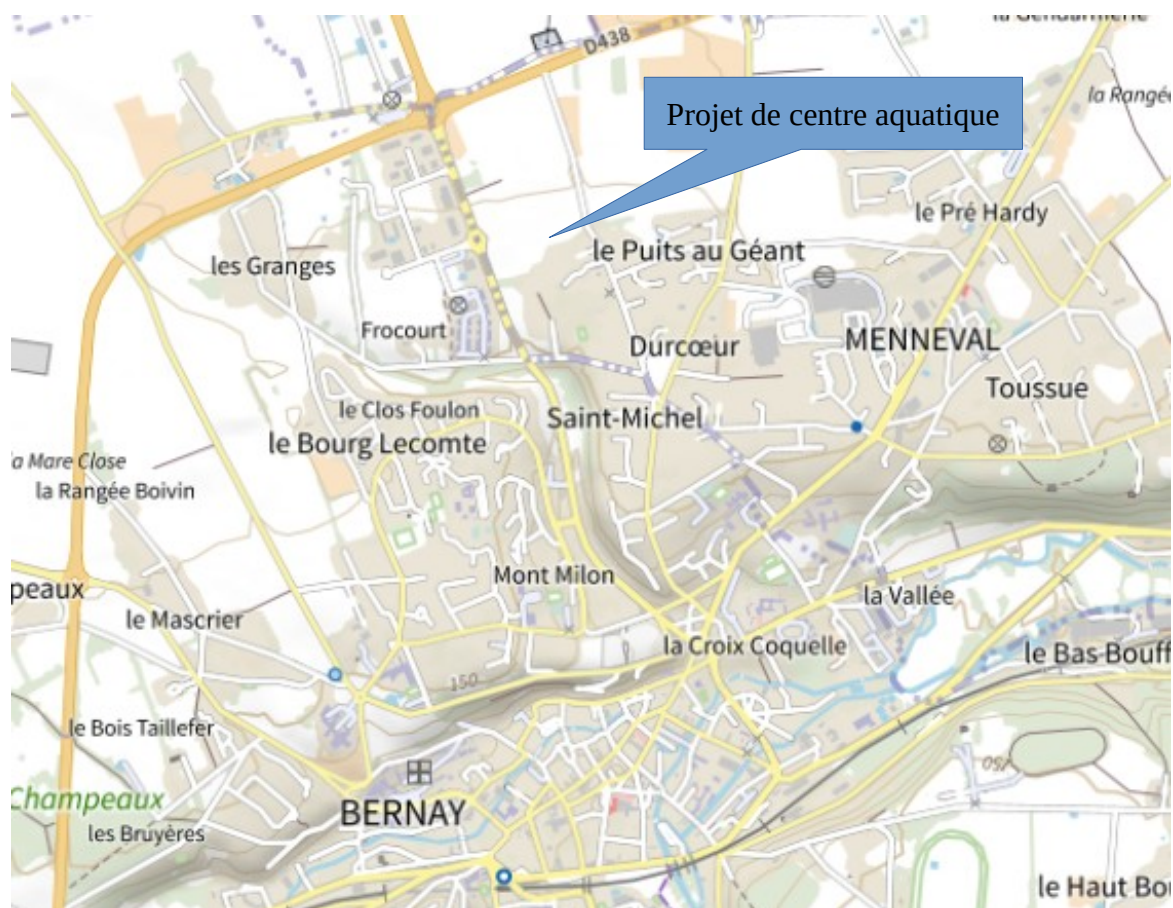 la Gendarmerie
D438
la Rangée
Projet de centre aquatique
le Pré Hardy
le Puits au Géant
les Granges
Frocourt
Durcœur
MENNEVAL
Toussue
le Clos Foulon
Saint-Michel
le Bourg Lecomte
a Mare Close
la Rangée Boivin
Mont Milon
peaux
la Vallée
le Mascrier
la Croix Coquelle
le Bas Bouff
150
le Bois Taillefer
150
Champeaux
BERNAY
les Bruyères
le Haut Bou